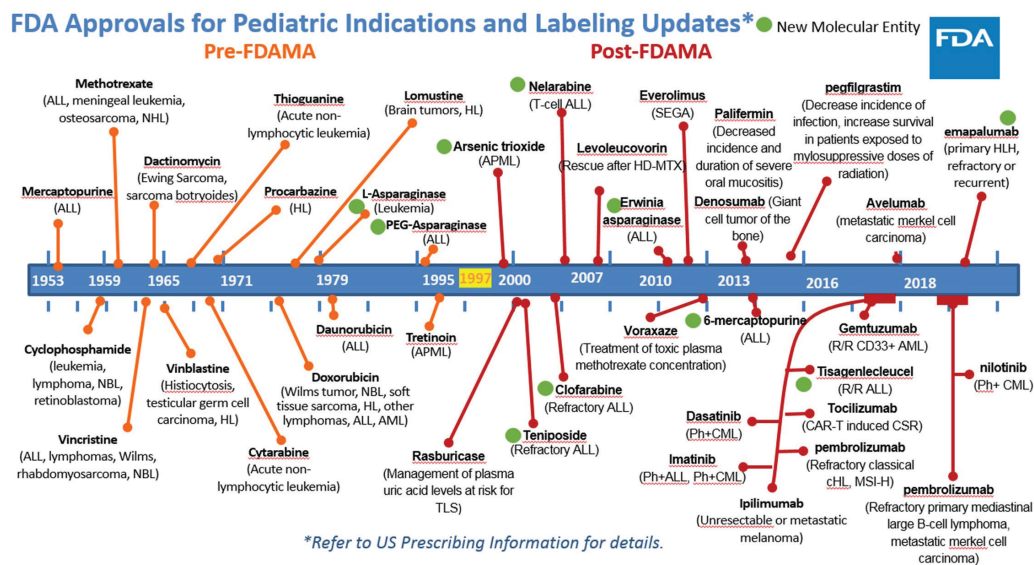 FDA Approvals for Pediatric Indications and Labeling Updates*
New Molecular Entity
FDA
Pre-FDAMA
Post-FDAMA
Methotrexate
(ALL, meningeal leukemia,
osteosarcoma, NHL)
Thioguanine
(Acute non-
lymphocytic leukemia)
Lomustine
(Brain tumors, HL)
Nelarabine
(T-cell ALL)
Everolimus
(SEGA)
Palifermin
(Decreased
incidence and
duration of severe
oral mucositis)
pegfilgrastim
(Decrease incidence of
infection, increase survival
in patients exposed to
mylosuppressive doses of
radiation)
emapalumab
(primary HLH,
refractory or
recurrent)
Dactinomycin
(Ewing Sarcoma,
sarcoma botryoides)
Arsenic trioxide
(APML)
Levoleucovorin
(Rescue after HD-MTX)
Mercaptopurine
(ALL)
Procarbazine
(HL)
L-Asparaginase
(Leukemia)
PEG-Asparaginase
(ALL)
Erwinia
asparaginase
(ALL)
Denosumab (Giant
cell tumor of the
bone)
Avelumab
(metastatic merkel cell
carcinoma)
1953
1959
1965
1971
1979
1995
1997
2000
2007
2010
2013
2016
2018
Cyclophosphamide
(leukemia,
lymphoma, NBL,
retinoblastoma)
Vinblastine
(Histiocytosis,
testicular germ cell
carcinoma, HL)
Daunorubicin
(ALL)
Tretinoin
(APML)
Voraxaze
(Treatment of toxic plasma
methotrexate concentration)
6-mercaptopurine
(ALL)
Gemtuzumab
(R/R CD33+ AML)
Doxorubicin
(Wilms tumor, NBL, soft
tissue sarcoma, HL, other
lymphomas, ALL, AML)
Clofarabine
(Refractory ALL)
Tisagenlecleucel
(R/R ALL)
nilotinib
(Ph+ CML)
Vincristine
(ALL, lymphomas, Wilms,
rhabdomyosarcoma, NBL)
Cytarabine
(Acute non-
lymphocytic leukemia)
Rasburicase
(Management of plasma
uric acid levels at risk for
TLS)
Teniposide
(Refractory ALL)
Dasatinib
(Ph+CML)
Tocilizumab
(CAR-T induced CSR)
Imatinib
(Ph+ALL, Ph+CML)
pembrolizumab
(Refractory classical
cHL, MSI-H)
Ipilimumab
(Unresectable or metastatic
melanoma)
pembrolizumab
(Refractory primary mediastinal
large B-cell lymphoma,
metastatic merkel cell
carcinoma)
*Refer to US Prescribing Information for details.